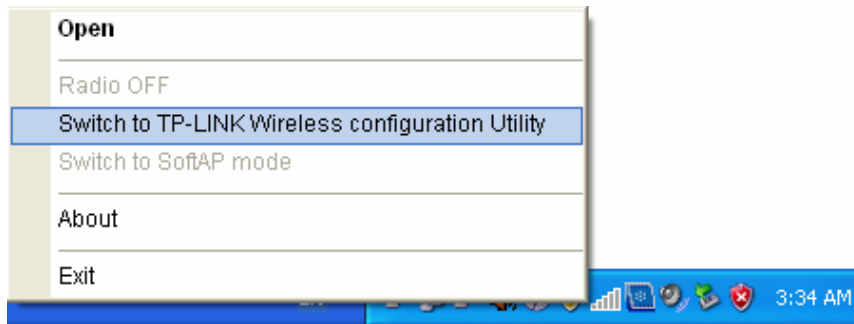 Open
Radio OFF
Switch to TP-LINK Wireless configuration Utility
Switch to SoftAP mode
About
Exit
3:34 AM